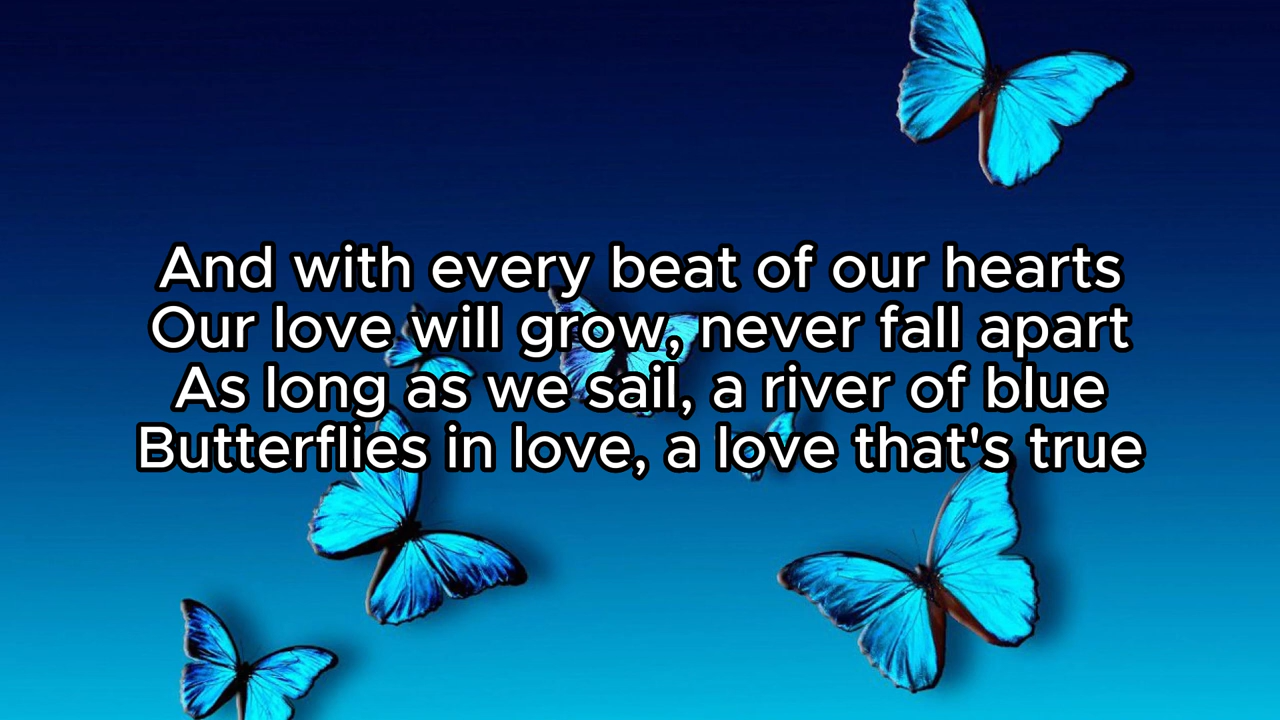 And with every beat of our hearts
Our love will grow, never fall apart
As long as we sail, a river of blue
Butterflies in love, a love that's true